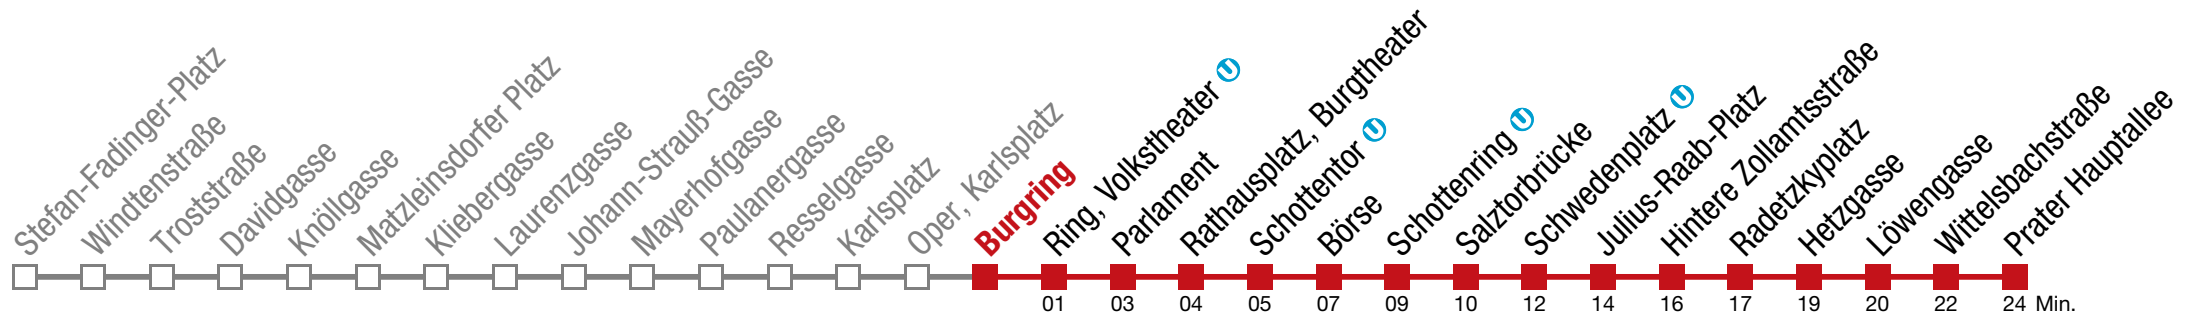 Stefan-Fadinger-Platz
Windtenstraße
Troststraße
Davidgasse
Knöllgasse
Matzleinsdorfer Platz
Kliebergasse
Laurenzgasse
Johann-Strauß-Gasse
Mayerhofgasse
Paulanergasse
Resselgasse
Karlsplatz
Oper, Karlsplatz
Burgring
Ring, Volkstheater U
Parlament
Rathausplatz, Burgtheater
Schottentor U
Börse
Schottenring U
Salztorbrücke
Schwedenplatz U
Julius-Raab-Platz
Hintere Zollamtsstraße
Radetzkyplatz
Hetzgasse
Löwengasse
Wittelsbachstraße
Prater Hauptallee
01 03 04 05 07 09 10 12 14 16 17 19 20 22 24 Min.